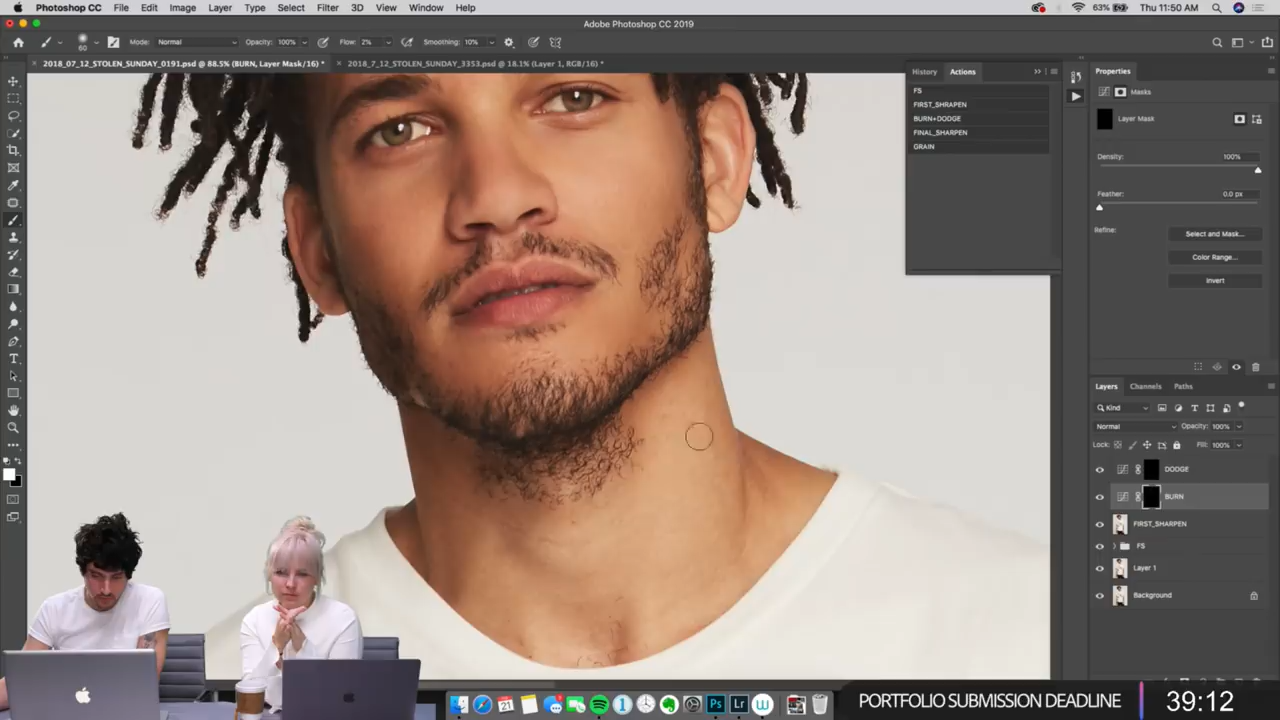 Photoshop CC File Edit Image Layer Type Select Filter 3D View Window Help
63% Thu 11:50 AM
Adobe Photoshop CC 2019
60 Mode: Normal Opacity: 100% Flow: 2% Smoothing: 10%
2018_07_12_STOLEN_SUNDAY_0191.psd @ 88.5% (BURN, Layer Mask/16) *
2018_7_12_STOLEN_SUNDAY_3353.psd @ 18.1% (Layer 1, RGB/16) *
History Actions
FS
FIRST_SHRAPEN
BURN+DODGE
FINAL_SHARPEN
GRAIN
Properties
Masks
Layer Mask
Density: 100%
Feather: 0.0 px
Refine: Select and Mask...
Color Range...
Invert
Layers Channels Paths
Kind
Normal Opacity: 100%
Lock: Fill: 100%
DODGE
BURN
FIRST_SHARPEN
FS
Layer 1
Background
PORTFOLIO SUBMISSION DEADLINE 39:12